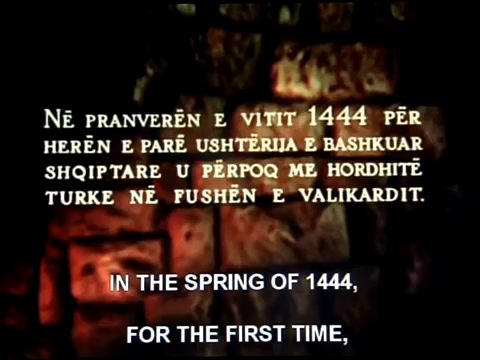 NË PRANVERËN E VITIT 1444 PËR
HERËN E PARË USHTËRIJA E BASHKUAR
SHQIPTARE U PËRPOQ ME HORDHITË
TURKE NË FUSHËN E VALIKARDIT.
IN THE SPRING OF 1444,
FOR THE FIRST TIME,